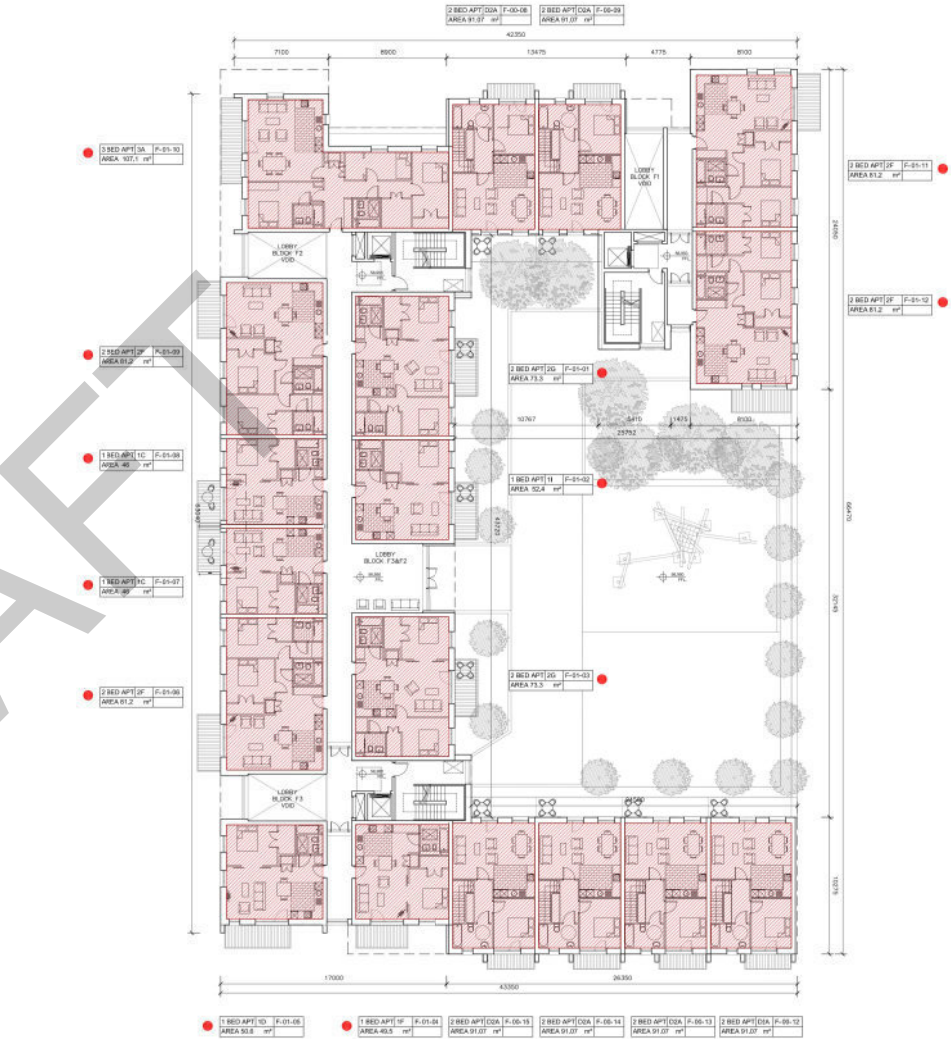 2 BED APT D2A F-00-08
AREA 91.07 m²
2 BED APT D2A F-00-09
AREA 91.07 m²
42350
7100
8900
13475
4775
8100
3 BED APT 3A F-01-10
AREA 107.1 m²
2 BED APT 2F F-01-11
AREA 81.2 m²
LOBBY
BLOCK F1
VOID
LOBBY
BLOCK F2
VOID
24050
2 BED APT 2F F-01-12
AREA 81.2 m²
2 BED APT 2F F-01-09
AREA 81.2 m²
2 BED APT 2G F-01-01
AREA 73.3 m²
10767
5410
1475
8100
23792
1 BED APT 1C F-01-08
AREA 46 m²
1 BED APT 1I F-01-02
AREA 52.4 m²
63040
43720
66470
LOBBY
BLOCK F3&F2
1 BED APT 1C F-01-07
AREA 46 m²
32145
2 BED APT 2G F-01-03
AREA 73.3 m²
2 BED APT 2F F-01-06
AREA 81.2 m²
LOBBY
BLOCK F3
VOID
10275
17000
26350
43350
1 BED APT 1D F-01-05
AREA 50.8 m²
1 BED APT 1F F-01-04
AREA 49.5 m²
2 BED APT D2A F-00-15
AREA 91.07 m²
2 BED APT D2A F-00-14
AREA 91.07 m²
2 BED APT D2A F-00-13
AREA 91.07 m²
2 BED APT D2A F-00-12
AREA 91.07 m²